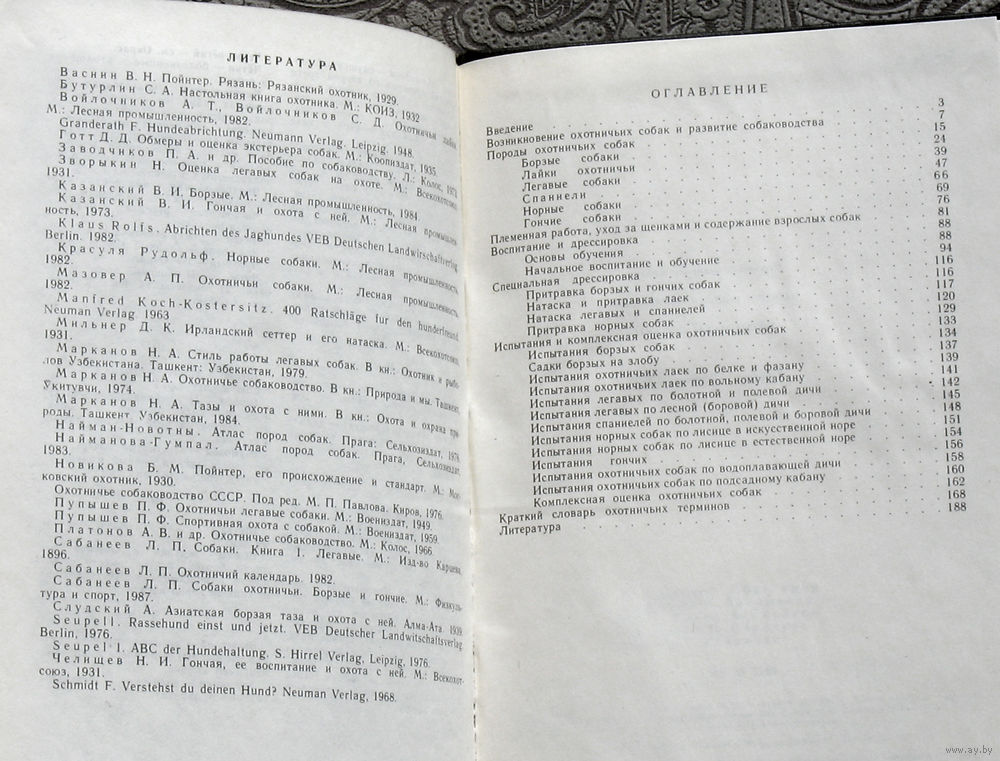 ЛИТЕРАТУРА
Васнин В. Н. Пойнтер. Рязань: Рязанский охотник, 1929.
Бутурлин С. А. Настольная книга охотника. М.: КОИЗ, 1932
Войлочников А. Т., Войлочников С. Д. Охотничьи лайки.
М.: Лесная промышленность, 1982.
Granderath F. Hundeabrichtung. Neumann Verlag. Leipzig. 1948.
Готт Д. Д. Обмеры и оценка экстерьера собак. М.: Коопиздат, 1935.
Заводчиков П. А. и др. Пособие по собаководству. Л.: Колос, 1973.
Зворыкин Н. Оценка легавых собак на охоте. М.: Всекохотсоюз,
1931.
Казанский В. И. Борзые. М.: Лесная промышленность, 1984.
Казанский В. И. Гончая и охота с ней. М.: Лесная промышлен-
ность, 1973.
Klaus Rolfs. Abrichten des Jaghundes VEB Deutschen Landwirtschaftverlag
Berlin. 1982.
Красуля Рудольф. Норные собаки. М.: Лесная промышленность,
1982.
Мазовер А. П. Охотничьи собаки. М.: Лесная промышленность,
1982.
Manfred Koch-Kostersitz. 400 Ratschläge fur den hunderfreund.
Neuman Verlag. 1963
Мильнер Д. К. Ирландский сеттер и его натаска. М.: Всекохотсоюз,
1931.
Марканов Н. А. Стиль работы легавых собак. В кн.: Охотник и рыбо-
лов Узбекистана. Ташкент: Узбекистан, 1979.
Марканов Н. А. Охотничье собаководство. В кн.: Природа и мы. Ташкент,
Укитувчи, 1974.
Марканов Н. А. Тазы и охота с ними. В кн.: Охота и охрана при-
роды. Ташкент. Узбекистан, 1984.
Найман-Новотны. Атлас пород собак. Прага: Сельхозиздат, 1978
Найманова-Гумпал. Атлас пород собак. Прага, Сельхозиздат,
1983.
Новикова Б. М. Пойнтер, его происхождение и стандарт. М.: Мос-
ковский охотник, 1930.
Охотничье собаководство СССР. Под ред. М. П. Павлова. Киров, 1976.
Пупышев П. Ф. Охотничьи легавые собаки. М.: Воениздат, 1949.
Пупышев П. Ф. Спортивная охота с собакой. М.: Воениздат, 1959.
Платонов А. В. и др. Охотничье собаководство. М.: Колос, 1966
Сабанеев Л. П. Собаки. Книга 1. Легавые. М.: Изд-во Карцева,
1896.
Сабанеев Л. П. Охотничий календарь. 1982.
Сабанеев Л. П. Собаки охотничьи. Борзые и гончие. М.: Физкуль-
тура и спорт, 1987.
Слудский А. Азиатская борзая таза и охота с ней. Алма-Ата. 1939.
Seupell. Rassehund einst und jetzt. VEB Deutscher Landwirtschaftsverlag
Berlin, 1976.
Seupel I. ABC der Hundehaltung. S. Hirrel Verlag, Leipzig, 1976.
Челищев Н. И. Гончая, ее воспитание и охота с ней. М.: Всекохот-
союз, 1931.
Schmidt F. Verstehst du deinen Hund? Neuman Verlag, 1968.
ОГЛАВЛЕНИЕ
Введение 3
Возникновение охотничьих собак и развитие собаководства 7
Породы охотничьих собак 15
Борзые собаки 24
Лайки охотничьи 39
Легавые собаки 47
Спаниели 66
Норные собаки 69
Гончие собаки 76
Племенная работа, уход за щенками и содержание взрослых собак 81
Воспитание и дрессировка 88
Основы обучения 88
Начальное воспитание и обучение 94
Специальная дрессировка 116
Притравка борзых и гончих собак 116
Натаска и притравка лаек 117
Натаска легавых и спаниелей 120
Притравка норных собак 129
Испытания и комплексная оценка охотничьих собак 133
Испытания борзых собак 134
Садки борзых на злобу 137
Испытания охотничьих лаек по белке и фазану 139
Испытания охотничьих лаек по вольному кабану 141
Испытания легавых по болотной и полевой дичи 142
Испытания легавых по лесной (боровой) дичи 145
Испытания спаниелей по болотной, полевой и боровой дичи 148
Испытания норных собак по лисице в искусственной норе 151
Испытания норных собак по лисице в естественной норе 154
Испытания гончих 156
Испытания охотничьих собак по водоплавающей дичи 158
Испытания охотничьих собак по подсадному кабану 160
Комплексная оценка охотничьих собак 162
Краткий словарь охотничьих терминов 168
Литература 188
www.ay.by